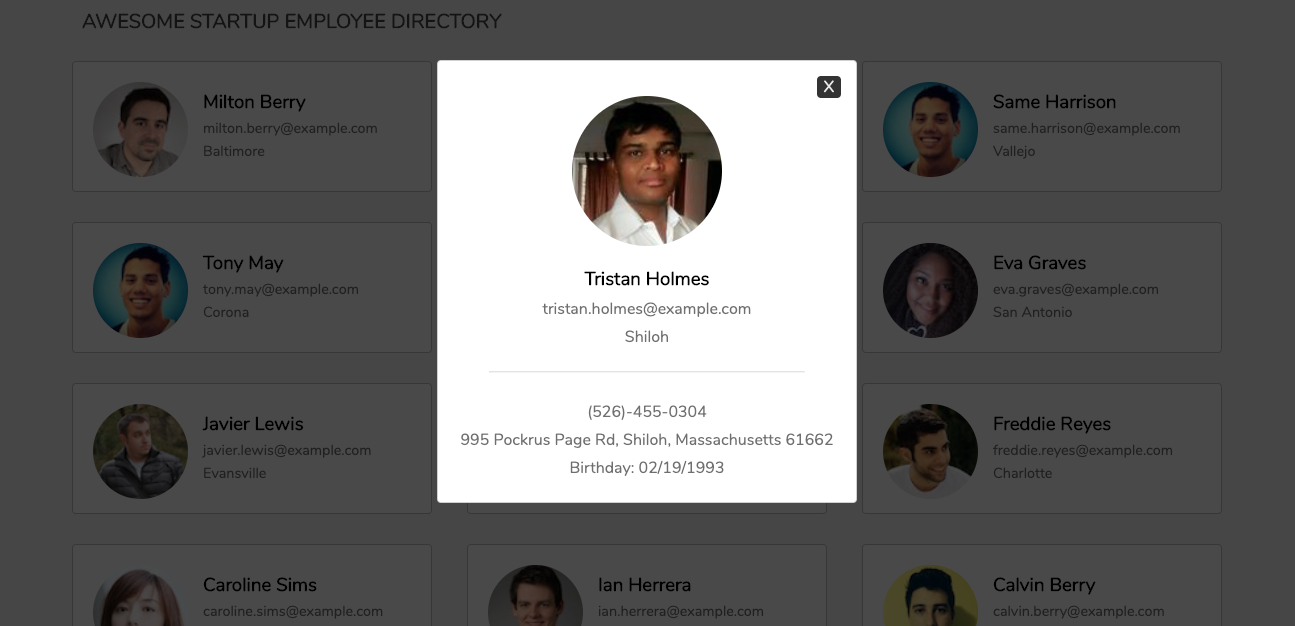 AWESOME STARTUP EMPLOYEE DIRECTORY
Milton Berry
milton.berry@example.com
Baltimore
X
Tristan Holmes
tristan.holmes@example.com
Shiloh
(526)-455-0304
995 Pockrus Page Rd, Shiloh, Massachusetts 61662
Birthday: 02/19/1993
Same Harrison
same.harrison@example.com
Vallejo
Tony May
tony.may@example.com
Corona
Eva Graves
eva.graves@example.com
San Antonio
Javier Lewis
javier.lewis@example.com
Evansville
Freddie Reyes
freddie.reyes@example.com
Charlotte
Caroline Sims
caroline.sims@example.com
Ian Herrera
ian.herrera@example.com
Calvin Berry
calvin.berry@example.com